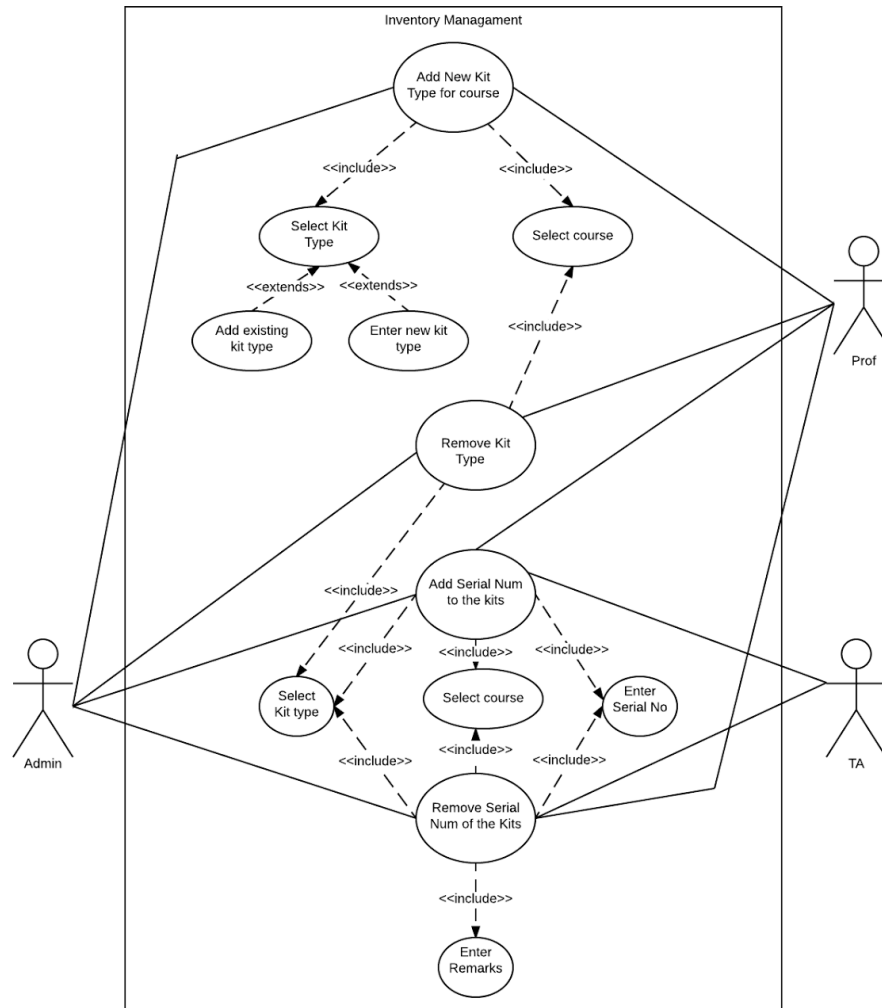 Inventory Managament
Add New Kit
Type for course
<<include>>
<<include>>
Select Kit
Type
Select course
<<extends>>
<<extends>>
<<include>>
Add existing
kit type
Enter new kit
type
Prof
Remove Kit
Type
<<include>>
Add Serial Num
to the kits
<<include>>
<<include>>
<<include>>
Select
Kit type
Select course
Enter
Serial No
Admin
TA
<<include>>
<<include>>
<<include>>
Remove Serial
Num of the Kits
<<include>>
Enter
Remarks